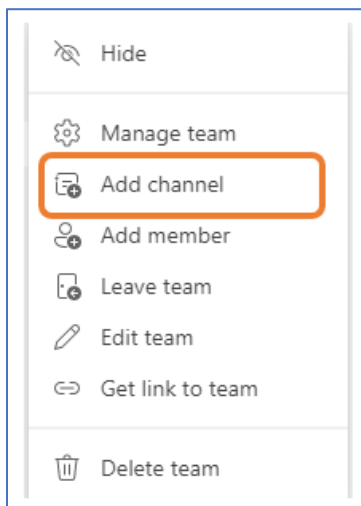 Hide
Manage team
Add channel
Add member
Leave team
Edit team
Get link to team
Delete team